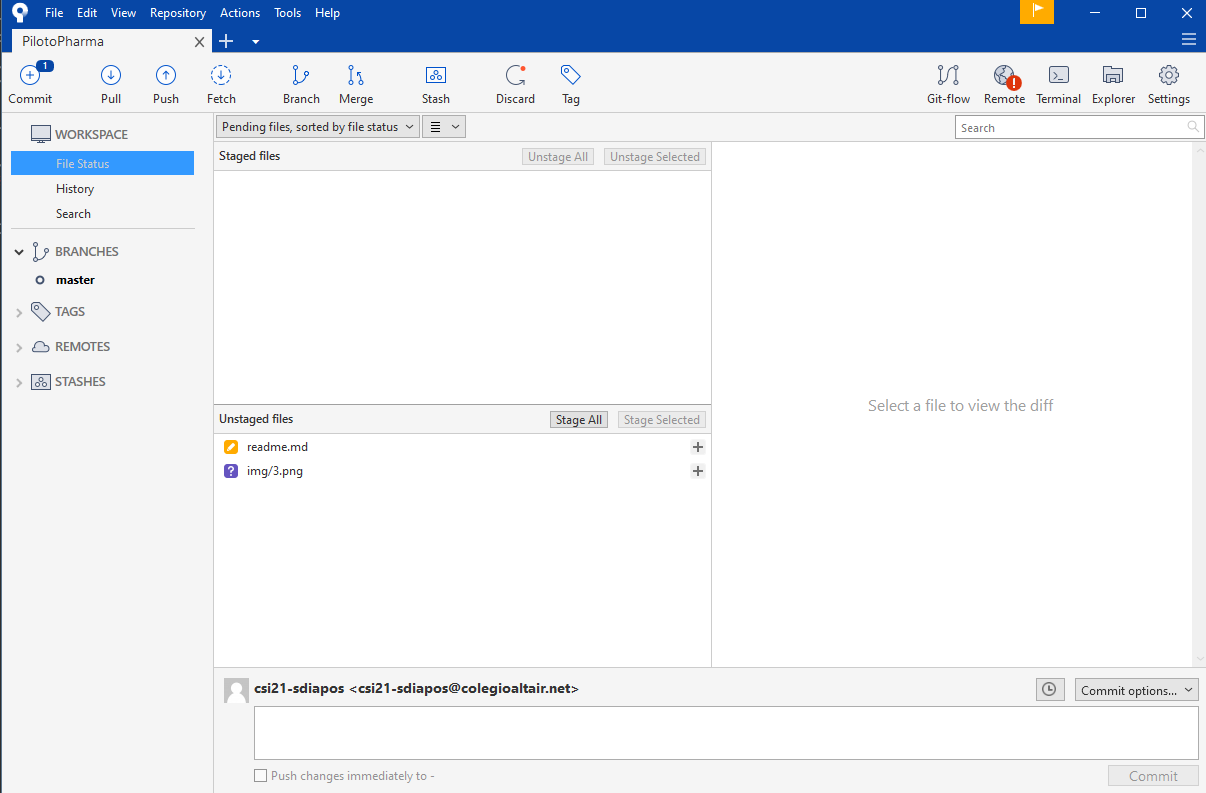 File Edit View Repository Actions Tools Help
PilotoPharma
1
Commit Pull Push Fetch Branch Merge Stash Discard Tag Git-flow Remote Terminal Explorer Settings
WORKSPACE
File Status
History
Search
BRANCHES
master
TAGS
REMOTES
STASHES
Pending files, sorted by file status
Search
Staged files
Unstage All Unstage Selected
Unstaged files
Stage All Stage Selected
readme.md
? img/3.png
Select a file to view the diff
csi21-sdiapos <csi21-sdiapos@colegioaltair.net>
Commit options...
Push changes immediately to -
Commit